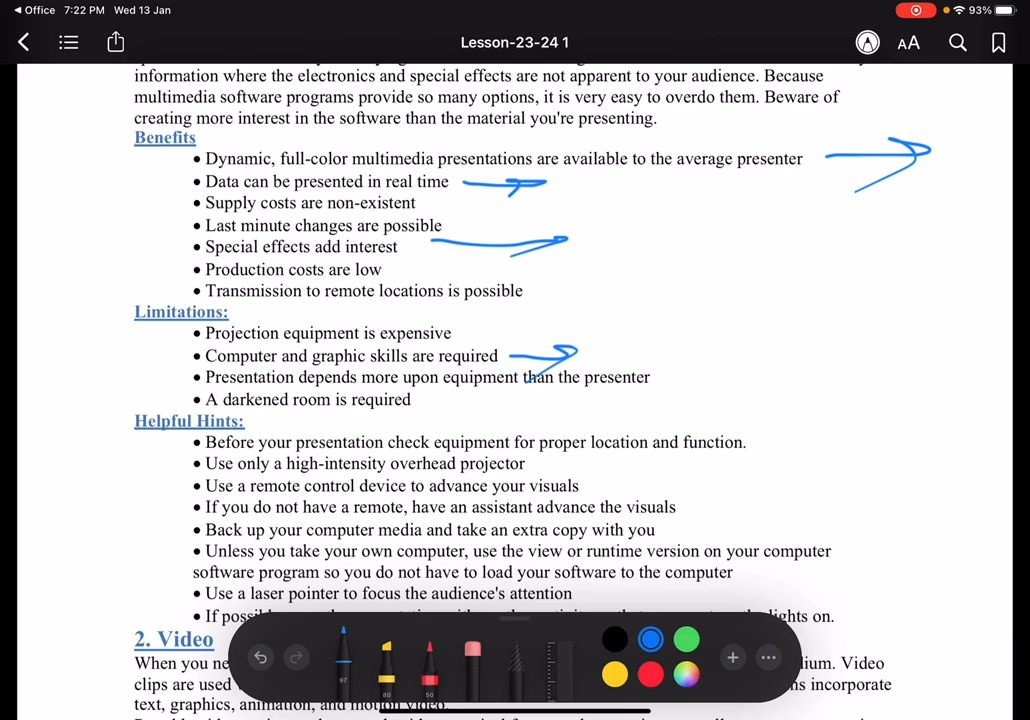 Office 7:22 PM Wed 13 Jan 93%
Lesson-23-24 1
AA
information where the electronics and special effects are not apparent to your audience. Because
multimedia software programs provide so many options, it is very easy to overdo them. Beware of
creating more interest in the software than the material you're presenting.
Benefits
• Dynamic, full-color multimedia presentations are available to the average presenter
• Data can be presented in real time
• Supply costs are non-existent
• Last minute changes are possible
• Special effects add interest
• Production costs are low
• Transmission to remote locations is possible
Limitations:
• Projection equipment is expensive
• Computer and graphic skills are required
• Presentation depends more upon equipment than the presenter
• A darkened room is required
Helpful Hints:
• Before your presentation check equipment for proper location and function.
• Use only a high-intensity overhead projector
• Use a remote control device to advance your visuals
• If you do not have a remote, have an assistant advance the visuals
• Back up your computer media and take an extra copy with you
• Unless you take your own computer, use the view or runtime version on your computer
software program so you do not have to load your software to the computer
• Use a laser pointer to focus the audience's attention
• If lights on.
2. Video
When you Video
clips are used incorporate
text, graphics, animation, and motion video.
97 80 50